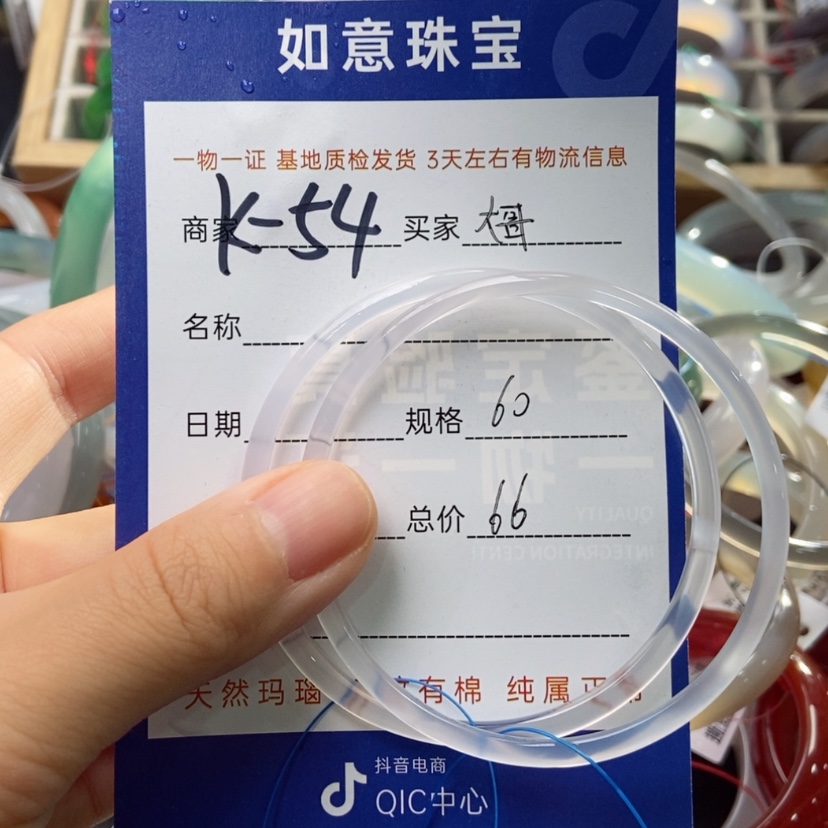 如意珠宝
一物一证 基地质检发货 3天左右有物流信息
商家 K-54 买家
名称
日期 规格 60
总价 66
天然玛瑙 有棉 纯属正常
抖音电商
QIC中心